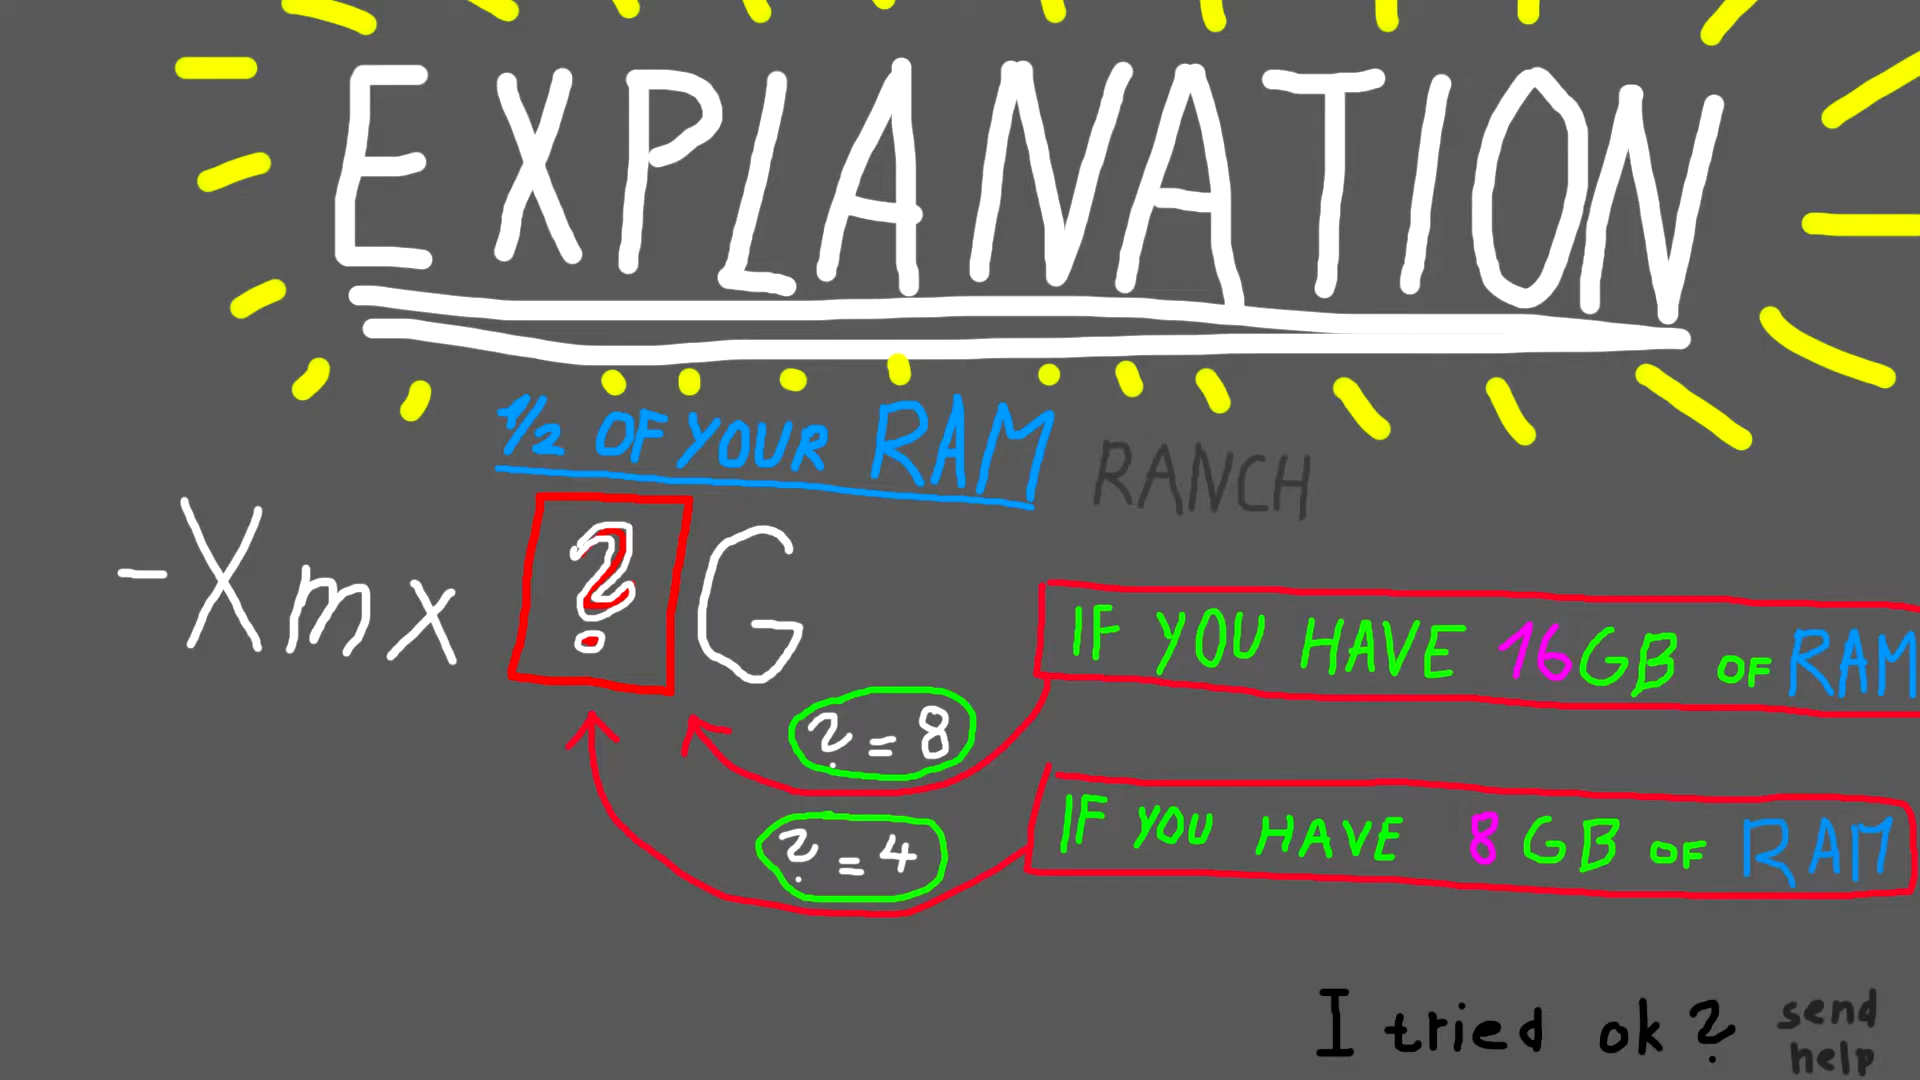 EXPLANATION
1/2 OF YOUR RAM
RANCH
-Xmx ? G
IF YOU HAVE 16GB OF RAM
? = 8
IF YOU HAVE 8 GB OF RAM
? = 4
I tried ok?
send
help